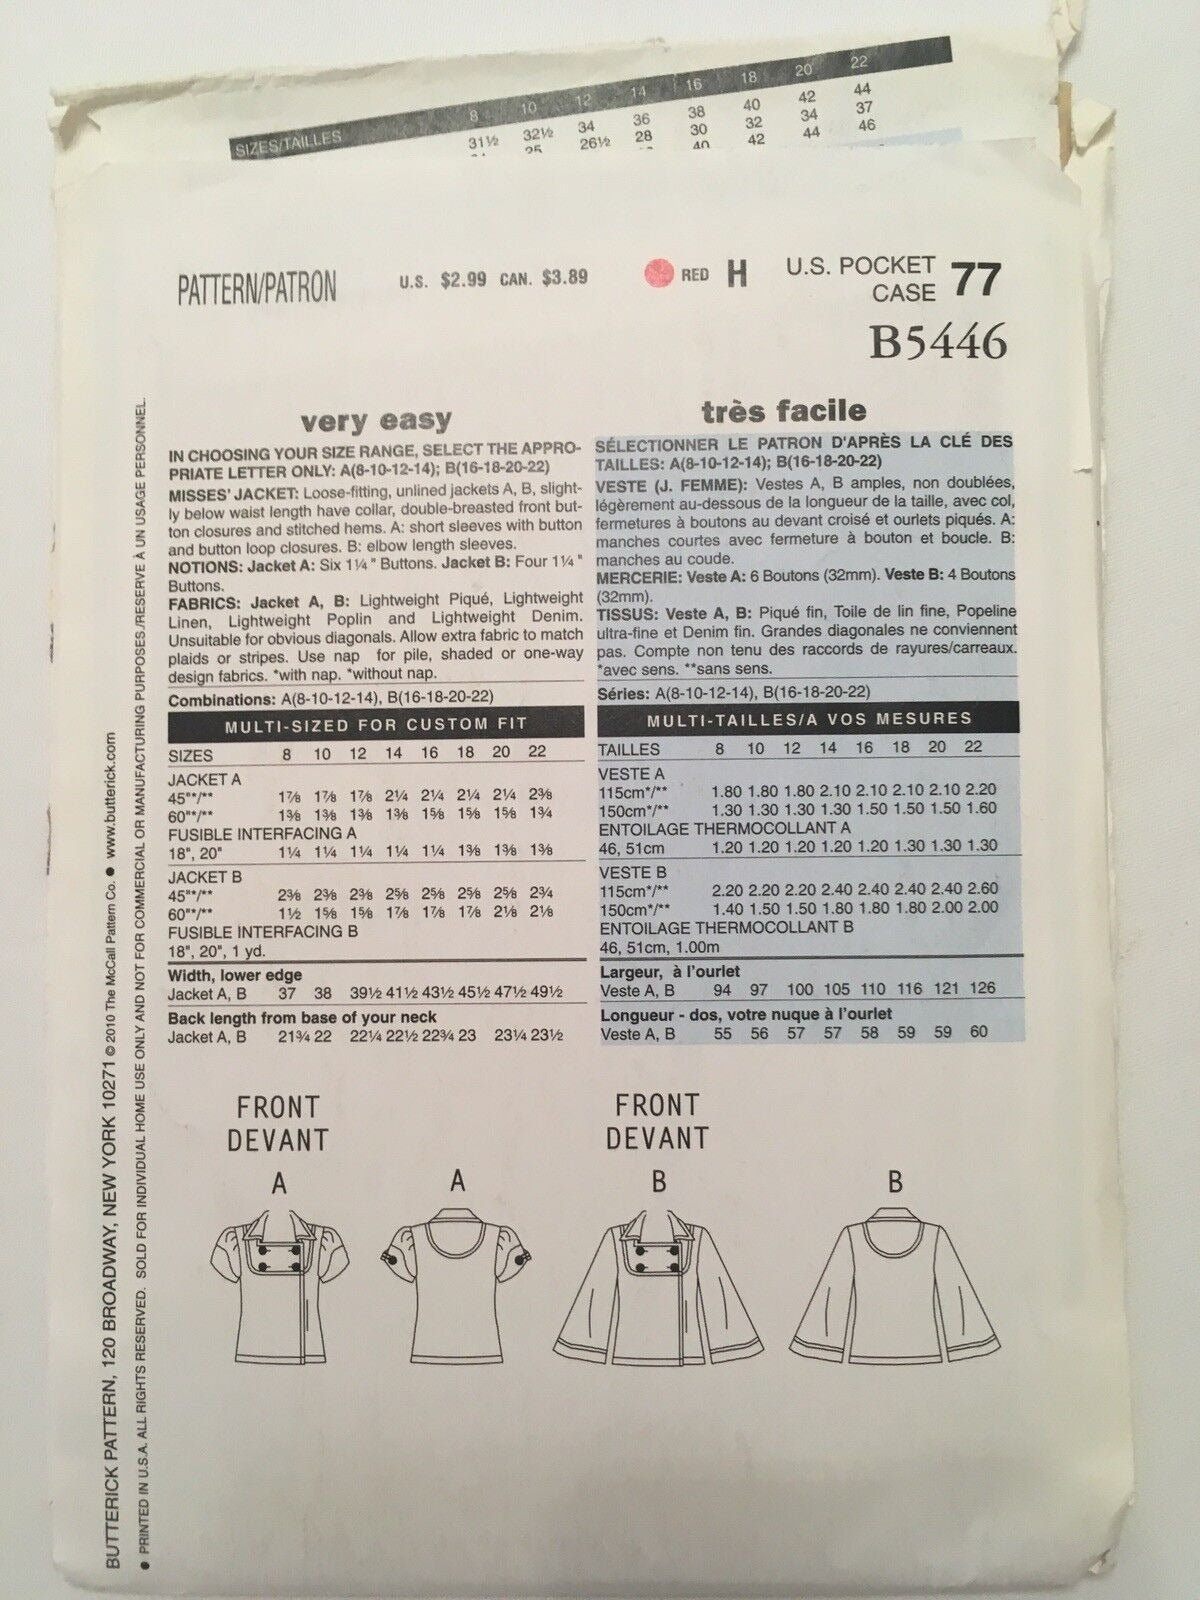 SIZES/TAILLES 8 10 12 14 16 18 20 22
31½ 32½ 34 36 38 40 42 44
25 26½ 28 30 32 34 37
40 42 44 46
PATTERN/PATRON U.S. $2.99 CAN. $3.89 RED H U.S. POCKET CASE 77
B5446
very easy
IN CHOOSING YOUR SIZE RANGE, SELECT THE APPRO-
PRIATE LETTER ONLY: A(8-10-12-14); B(16-18-20-22)
MISSES' JACKET: Loose-fitting, unlined jackets A, B, slight-
ly below waist length have collar, double-breasted front but-
ton closures and stitched hems. A: short sleeves with button
and button loop closures. B: elbow length sleeves.
NOTIONS: Jacket A: Six 1¼" Buttons. Jacket B: Four 1¼"
Buttons.
FABRICS: Jacket A, B: Lightweight Piqué, Lightweight
Linen, Lightweight Poplin and Lightweight Denim.
Unsuitable for obvious diagonals. Allow extra fabric to match
plaids or stripes. Use nap for pile, shaded or one-way
design fabrics. *with nap. *without nap.
Combinations: A(8-10-12-14), B(16-18-20-22)
MULTI-SIZED FOR CUSTOM FIT
SIZES 8 10 12 14 16 18 20 22
JACKET A
45"*/** 1⅞ 1⅞ 1⅞ 2¼ 2¼ 2¼ 2¼ 2⅜
60"*/** 1⅜ 1⅜ 1⅜ 1⅜ 1⅝ 1⅝ 1⅝ 1¾
FUSIBLE INTERFACING A
18", 20" 1¼ 1¼ 1¼ 1¼ 1¼ 1⅜ 1⅜ 1⅜
JACKET B
45"*/** 2⅜ 2⅜ 2⅜ 2⅝ 2⅝ 2⅝ 2⅝ 2¾
60"*/** 1½ 1⅝ 1⅝ 1⅞ 1⅞ 1⅞ 2⅛ 2⅛
FUSIBLE INTERFACING B
18", 20", 1 yd.
Width, lower edge
Jacket A, B 37 38 39½ 41½ 43½ 45½ 47½ 49½
Back length from base of your neck
Jacket A, B 21¾ 22 22¼ 22½ 22¾ 23 23¼ 23½
très facile
SÉLECTIONNER LE PATRON D'APRÈS LA CLÉ DES
TAILLES: A(8-10-12-14); B(16-18-20-22)
VESTE (J. FEMME): Vestes A, B amples, non doublées,
légèrement au-dessous de la longueur de la taille, avec col,
fermetures à boutons au devant croisé et ourlets piqués. A:
manches courtes avec fermeture à bouton et boucle. B:
manches au coude.
MERCERIE: Veste A: 6 Boutons (32mm). Veste B: 4 Boutons
(32mm).
TISSUS: Veste A, B: Piqué fin, Toile de lin fine, Popeline
ultra-fine et Denim fin. Grandes diagonales ne conviennent
pas. Compte non tenu des raccords de rayures/carreaux.
*avec sens. **sans sens.
Séries: A(8-10-12-14), B(16-18-20-22)
MULTI-TAILLES/A VOS MESURES
TAILLES 8 10 12 14 16 18 20 22
VESTE A
115cm*/** 1.80 1.80 1.80 2.10 2.10 2.10 2.10 2.20
150cm*/** 1.30 1.30 1.30 1.30 1.50 1.50 1.50 1.60
ENTOILAGE THERMOCOLLANT A
46, 51cm 1.20 1.20 1.20 1.20 1.20 1.30 1.30 1.30
VESTE B
115cm*/** 2.20 2.20 2.20 2.40 2.40 2.40 2.40 2.60
150cm*/** 1.40 1.50 1.50 1.80 1.80 1.80 2.00 2.00
ENTOILAGE THERMOCOLLANT B
46, 51cm, 1.00m
Largeur, à l'ourlet
Veste A, B 94 97 100 105 110 116 121 126
Longueur - dos, votre nuque à l'ourlet
Veste A, B 55 56 57 57 58 59 59 60
FRONT
DEVANT
A A
FRONT
DEVANT
B B
BUTTERICK PATTERN, 120 BROADWAY, NEW YORK 10271 © 2010 The McCall Pattern Co. ● www.butterick.com
● PRINTED IN U.S.A. ALL RIGHTS RESERVED. SOLD FOR INDIVIDUAL HOME USE ONLY AND NOT FOR COMMERCIAL OR MANUFACTURING PURPOSES./RESERVE À UN USAGE PERSONNEL.